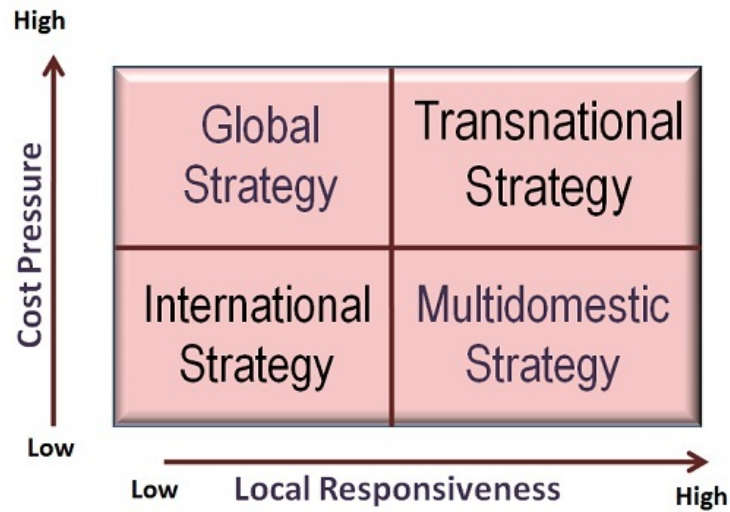 High
Global
Strategy
Transnational
Strategy
Cost Pressure
International
Strategy
Multidomestic
Strategy
Low
Low
Local Responsiveness
High